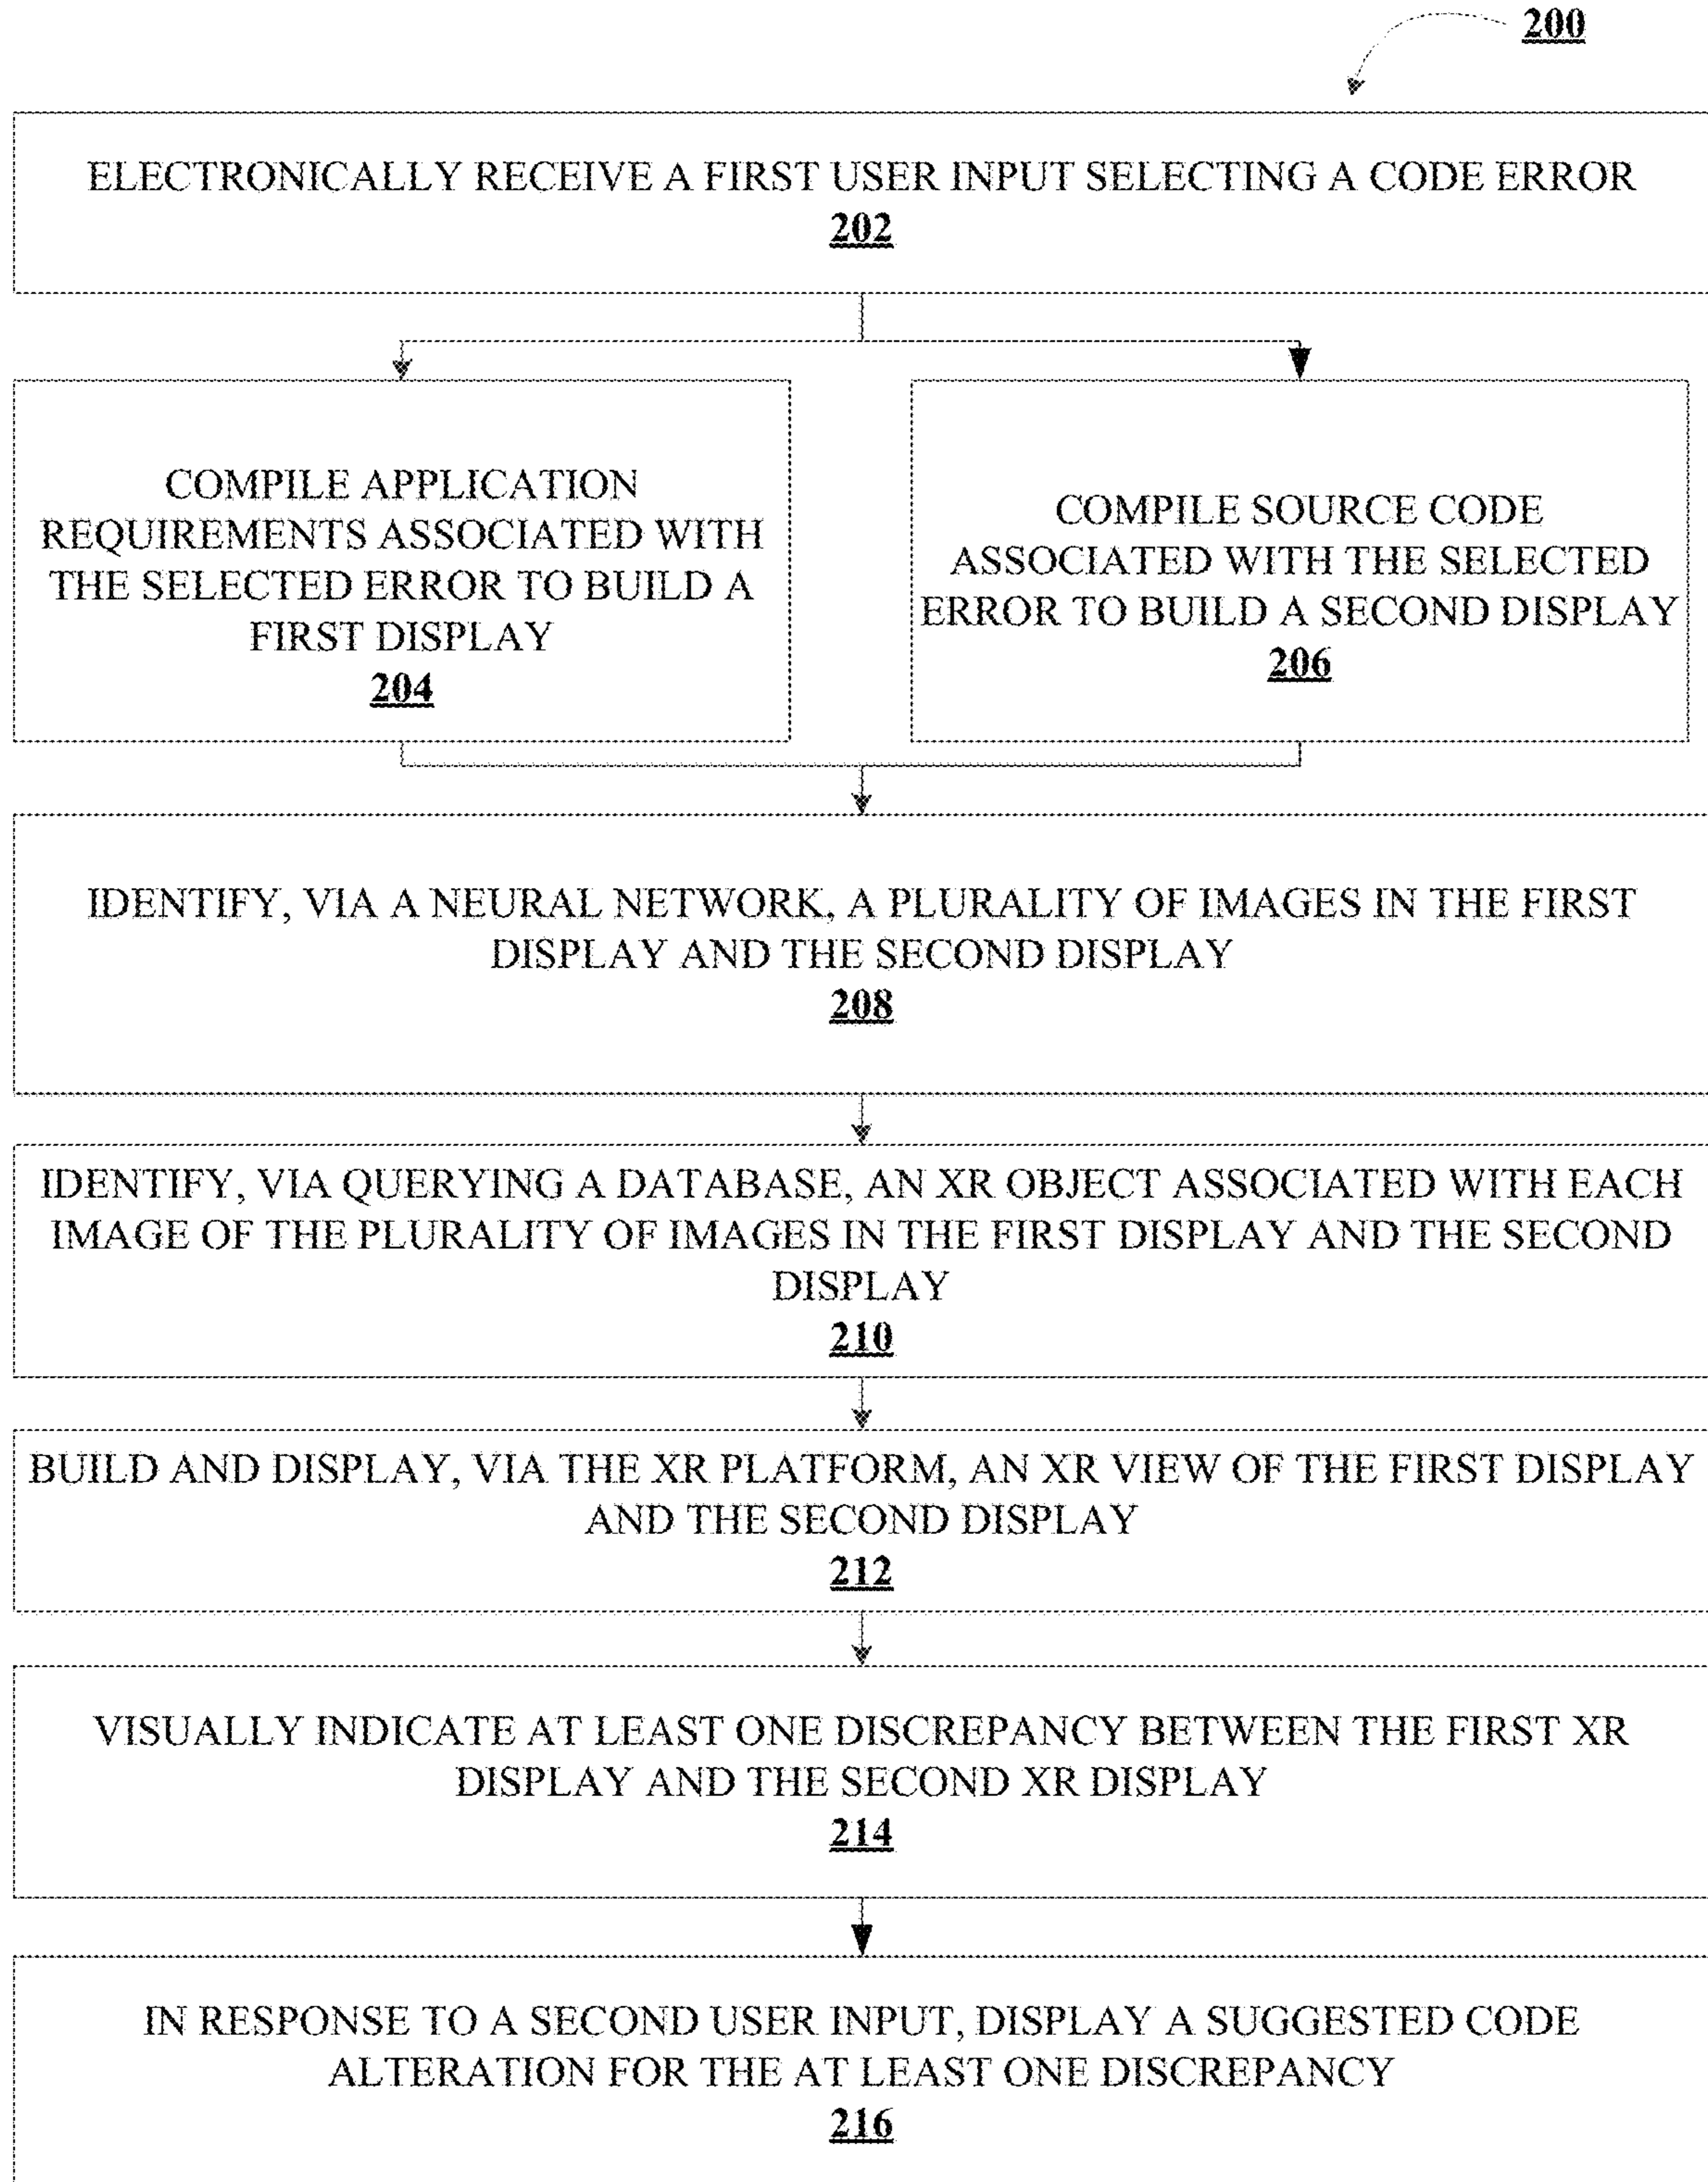 200
ELECTRONICALLY RECEIVE A FIRST USER INPUT SELECTING A CODE ERROR
202
COMPILE APPLICATION
REQUIREMENTS ASSOCIATED WITH
THE SELECTED ERROR TO BUILD A
FIRST DISPLAY
204
COMPILE SOURCE CODE
ASSOCIATED WITH THE SELECTED
ERROR TO BUILD A SECOND DISPLAY
206
IDENTIFY, VIA A NEURAL NETWORK, A PLURALITY OF IMAGES IN THE FIRST
DISPLAY AND THE SECOND DISPLAY
208
IDENTIFY, VIA QUERYING A DATABASE, AN XR OBJECT ASSOCIATED WITH EACH
IMAGE OF THE PLURALITY OF IMAGES IN THE FIRST DISPLAY AND THE SECOND
DISPLAY
210
BUILD AND DISPLAY, VIA THE XR PLATFORM, AN XR VIEW OF THE FIRST DISPLAY
AND THE SECOND DISPLAY
212
VISUALLY INDICATE AT LEAST ONE DISCREPANCY BETWEEN THE FIRST XR
DISPLAY AND THE SECOND XR DISPLAY
214
IN RESPONSE TO A SECOND USER INPUT, DISPLAY A SUGGESTED CODE
ALTERATION FOR THE AT LEAST ONE DISCREPANCY
216